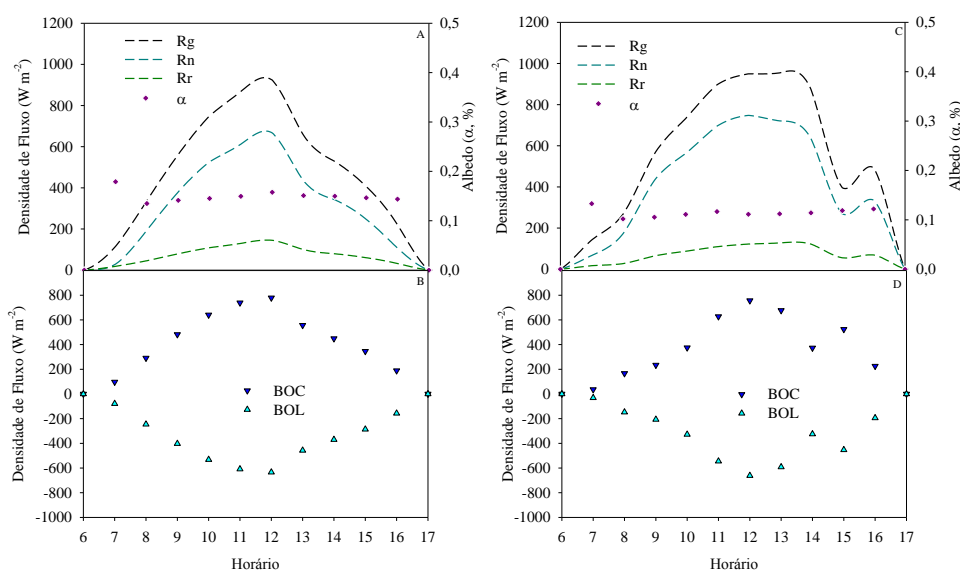 1200
1000
800
600
400
200
0
Densidade de Fluxo (W m-2)
Rg
Rn
Rr
α
A
0,5
0,4
0,3
0,2
0,1
0,0
Albedo (α, %)
1200
1000
800
600
400
200
0
Densidade de Fluxo (W m-2)
Rg
Rn
Rr
α
C
0,5
0,4
0,3
0,2
0,1
0,0
Albedo (α, %)
800
600
400
200
0
-200
-400
-600
-800
-1000
Densidade de Fluxo (W m-2)
BOC
BOL
B
6 7 8 9 10 11 12 13 14 15 16 17
Horário
800
600
400
200
0
-200
-400
-600
-800
-1000
Densidade de Fluxo (W m-2)
BOC
BOL
D
6 7 8 9 10 11 12 13 14 15 16 17
Horário